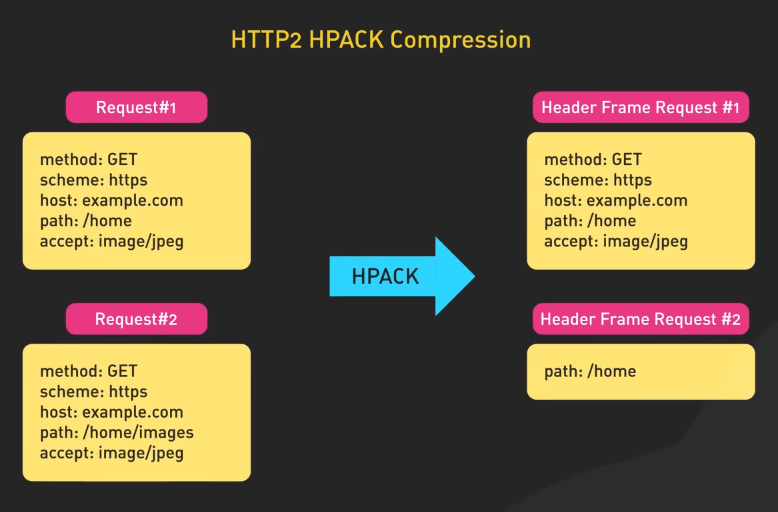 HTTP2 HPACK Compression
Request#1
method: GET
scheme: https
host: example.com
path: /home
accept: image/jpeg
Request#2
method: GET
scheme: https
host: example.com
path: /home/images
accept: image/jpeg
HPACK
Header Frame Request #1
method: GET
scheme: https
host: example.com
path: /home
accept: image/jpeg
Header Frame Request #2
path: /home